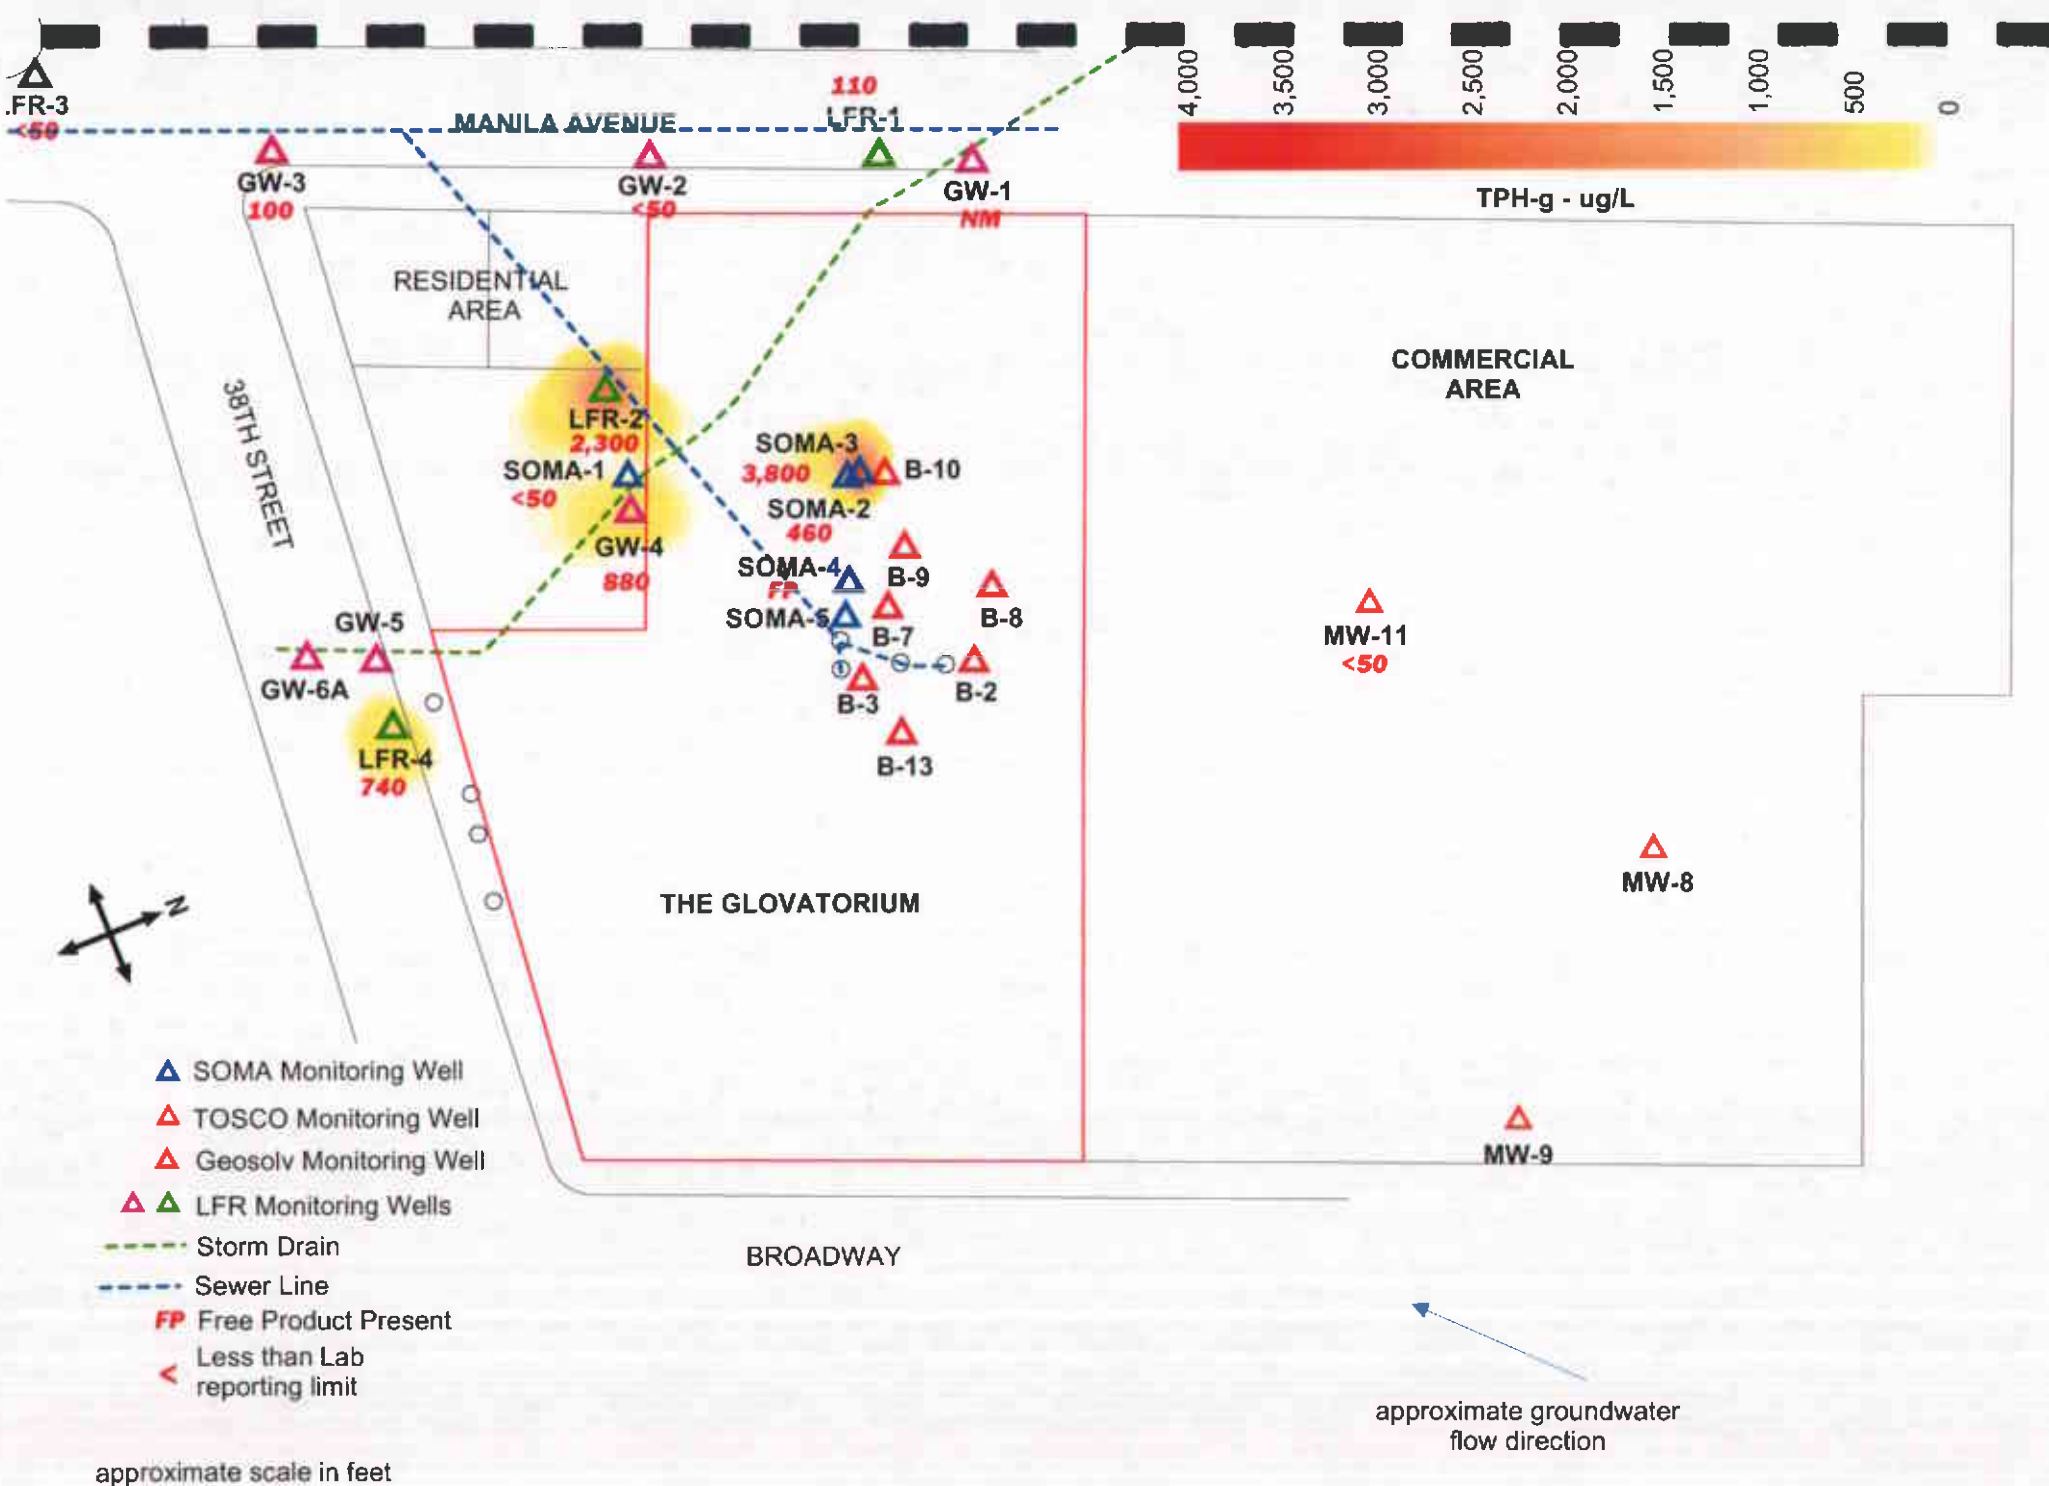 4,000
3,500
3,000
2,500
2,000
1,500
1,000
500
0
TPH-g - ug/L
.FR-3
<50
MANILA AVENUE
110
LFR-1
GW-3
100
GW-2
<50
GW-1
NM
RESIDENTIAL
AREA
COMMERCIAL
AREA
38TH STREET
LFR-2
2,300
SOMA-1
<50
GW-4
880
SOMA-3
3,800
B-10
SOMA-2
460
SOMA-4
FP
B-9
B-8
SOMA-5
B-7
GW-5
GW-6A
B-3
B-2
LFR-4
740
B-13
MW-11
<50
MW-8
N
THE GLOVATORIUM
MW-9
SOMA Monitoring Well
TOSCO Monitoring Well
Geosolv Monitoring Well
LFR Monitoring Wells
Storm Drain
Sewer Line
FP Free Product Present
< Less than Lab
reporting limit
BROADWAY
approximate groundwater
flow direction
approximate scale in feet